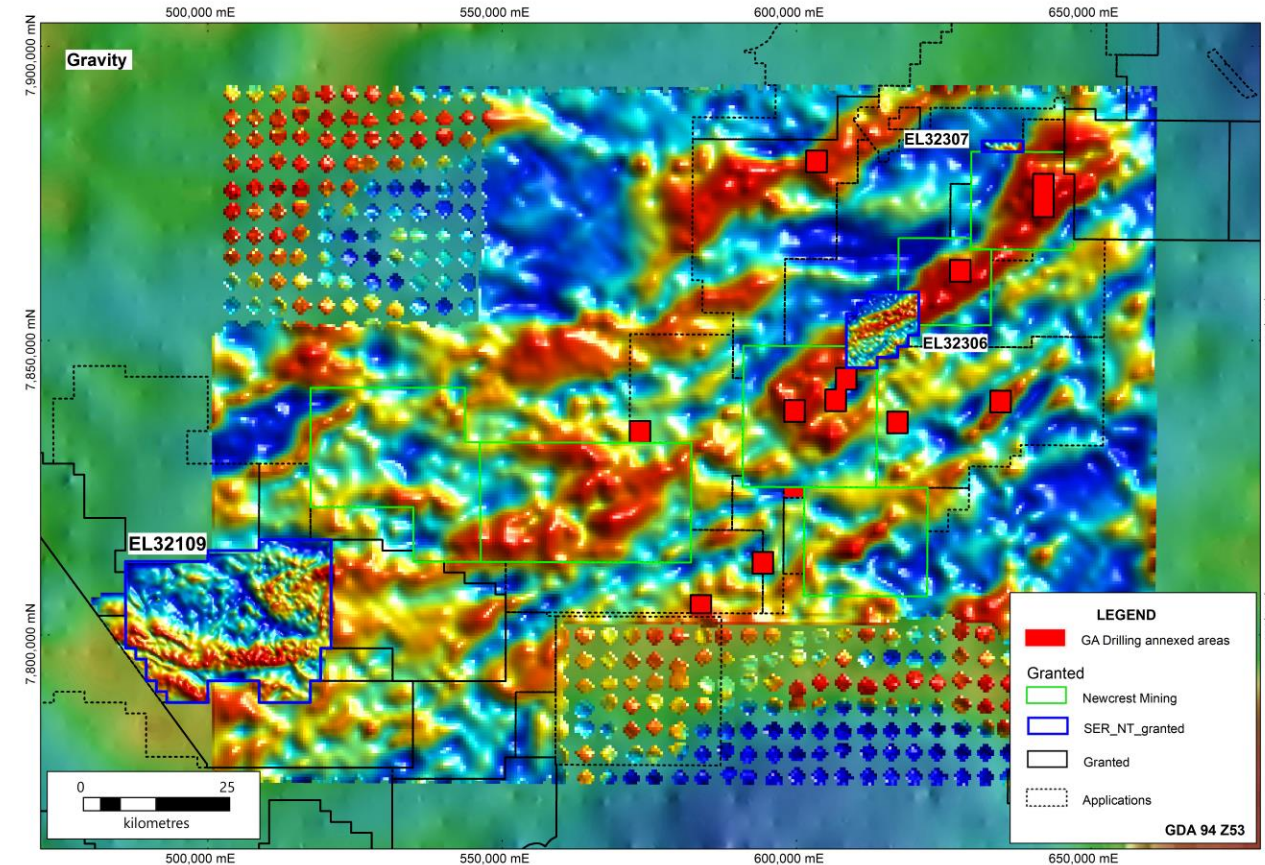 500,000 mE
550,000 mE
600,000 mE
650,000 mE
7,900,000 mN
Gravity
EL32307
7,850,000 mN
EL32306
EL32109
7,800,000 mN
LEGEND
GA Drilling annexed areas
Granted
Newcrest Mining
SER_NT_granted
Granted
Applications
GDA 94 Z53
0 25
kilometres
500,000 mE
550,000 mE
600,000 mE
650,000 mE